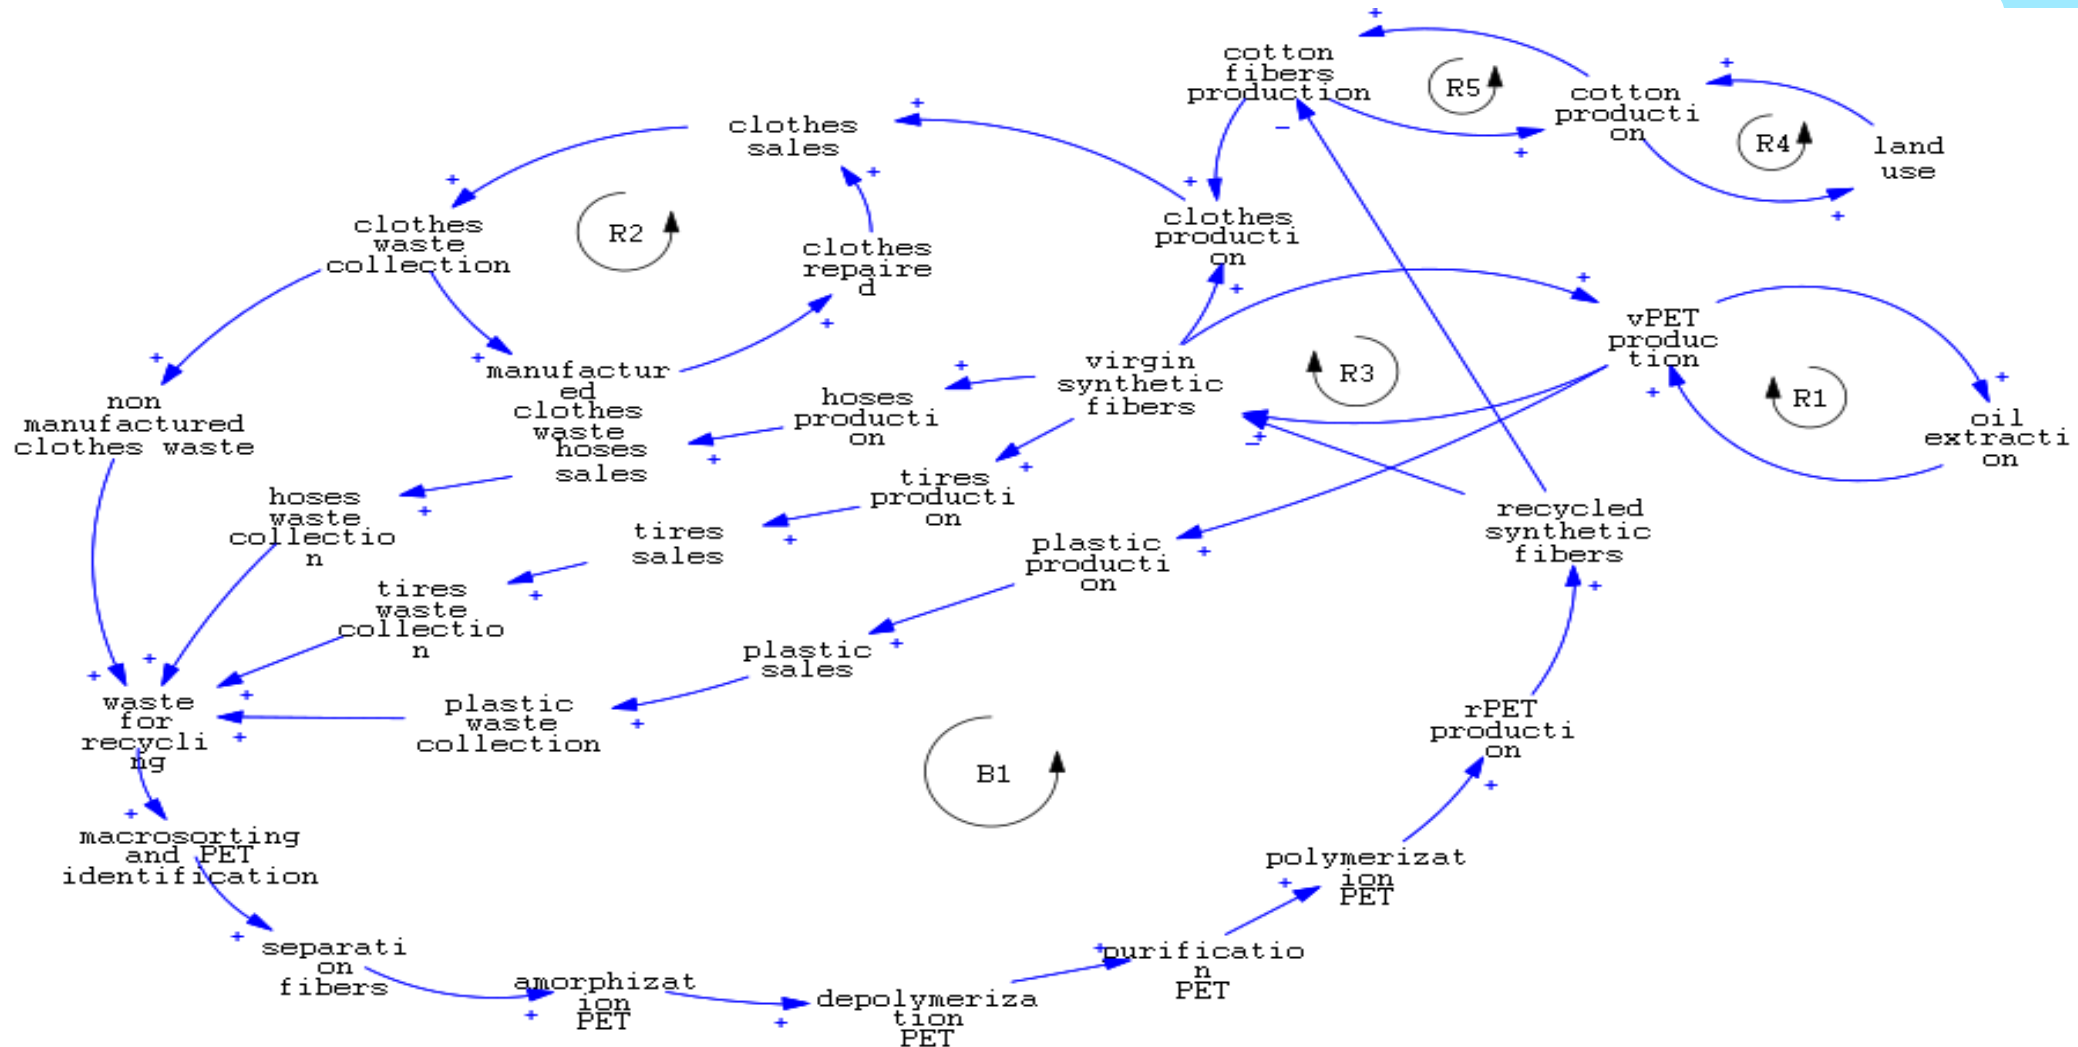 cotton
fibers
production
R5
cotton
producti
on
R4
land
use
clothes
sales
clothes
waste
collection
R2
clothes
repaire
d
clothes
producti
on
vPET
produc
tion
R1
oil
extracti
on
R3
virgin
synthetic
fibers
manufactur
ed
clothes
waste
hoses
producti
on
non
manufactured
clothes waste
hoses
sales
hoses
waste
collectio
n
tires
producti
on
tires
sales
tires
waste
collectio
n
plastic
producti
on
recycled
synthetic
fibers
plastic
sales
plastic
waste
collection
waste
for
recycli
ng
B1
rPET
producti
on
macrosorting
and PET
identification
polymerizat
ion
PET
separati
on
fibers
amorphizat
ion
PET
depolymeriza
tion
PET
purificatio
n
PET